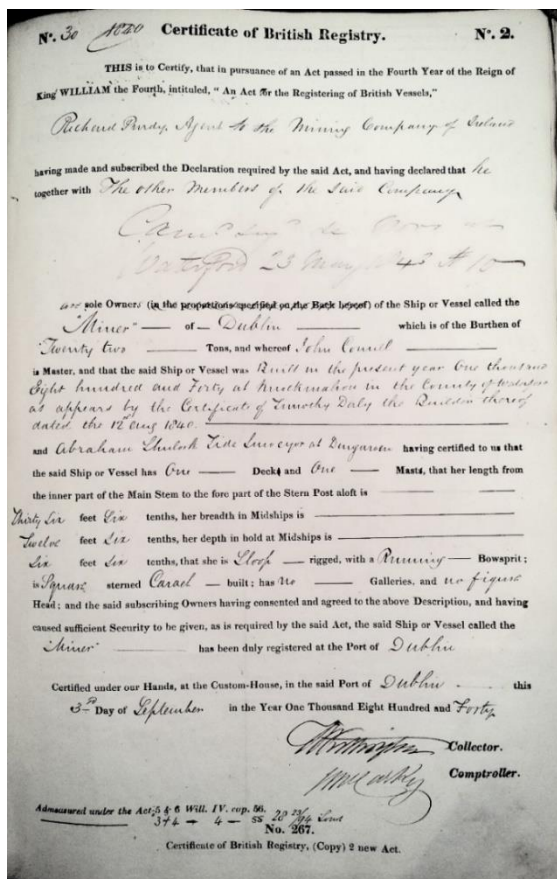 Nº. 30 1840 Certificate of British Registry. Nº. 2.
THIS is to Certify, that in pursuance of an Act passed in the Fourth Year of the Reign of
King WILLIAM the Fourth, intituled, “An Act for the Registering of British Vessels,”
Richard Purdy, Agent to the Mining Company of Ireland
having made and subscribed the Declaration required by the said Act, and having declared that he
together with The other Members of the said Company
Waterford 23 May
are sole Owners (in the proportions specified on the Back hereof) of the Ship or Vessel called the
"Miner" of Dublin which is of the Burthen of
Twenty two Tons, and whereof John Connell
is Master, and that the said Ship or Vessel was Built in the present year One thousand
Eight hundred and Forty at Knockmahon in the County of Waterford
as appears by the Certificate of Timothy Daly the Builder thereof
dated the 12th Aug 1840.
and Abraham Tide Surveyor at Dungarvan having certified to us that
the said Ship or Vessel has One Deck and One Masts, that her length from
the inner part of the Main Stem to the fore part of the Stern Post aloft is
Thirty Six feet Six tenths, her breadth in Midships is
Twelve feet Six tenths, her depth in hold at Midships is
Six feet Six tenths, that she is Sloop rigged, with a Running Bowsprit;
is Square sterned Carvel built; has no Galleries, and no figure
Head; and the said subscribing Owners having consented and agreed to the above Description, and having
caused sufficient Security to be given, as is required by the said Act, the said Ship or Vessel called the
"Miner" has been duly registered at the Port of Dublin
Certified under our Hands, at the Custom-House, in the said Port of Dublin this
3rd Day of September in the Year One Thousand Eight Hundred and Forty
Collector.
Comptroller.
Admeasured under the Act 5 & 6 Will. IV. cap. 56.
No. 267.
Certificate of British Registry, (Copy) 2 new Act.